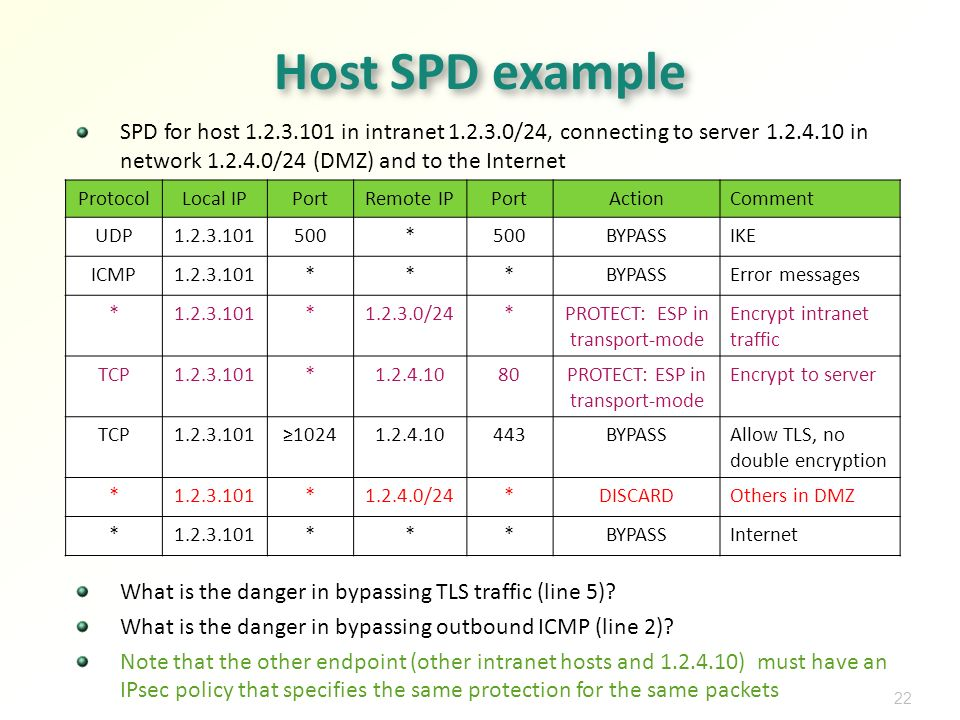 Host SPD example
SPD for host 1.2.3.101 in intranet 1.2.3.0/24, connecting to server 1.2.4.10 in
network 1.2.4.0/24 (DMZ) and to the Internet
Protocol Local IP Port Remote IP Port Action Comment
UDP 1.2.3.101 500 * 500 BYPASS IKE
ICMP 1.2.3.101 * * * BYPASS Error messages
* 1.2.3.101 * 1.2.3.0/24 * PROTECT: ESP in Encrypt intranet
transport-mode traffic
TCP 1.2.3.101 * 1.2.4.10 80 PROTECT: ESP in Encrypt to server
transport-mode
TCP 1.2.3.101 ≥1024 1.2.4.10 443 BYPASS Allow TLS, no
double encryption
* 1.2.3.101 * 1.2.4.0/24 * DISCARD Others in DMZ
* 1.2.3.101 * * * BYPASS Internet
What is the danger in bypassing TLS traffic (line 5)?
What is the danger in bypassing outbound ICMP (line 2)?
Note that the other endpoint (other intranet hosts and 1.2.4.10) must have an
IPsec policy that specifies the same protection for the same packets
22